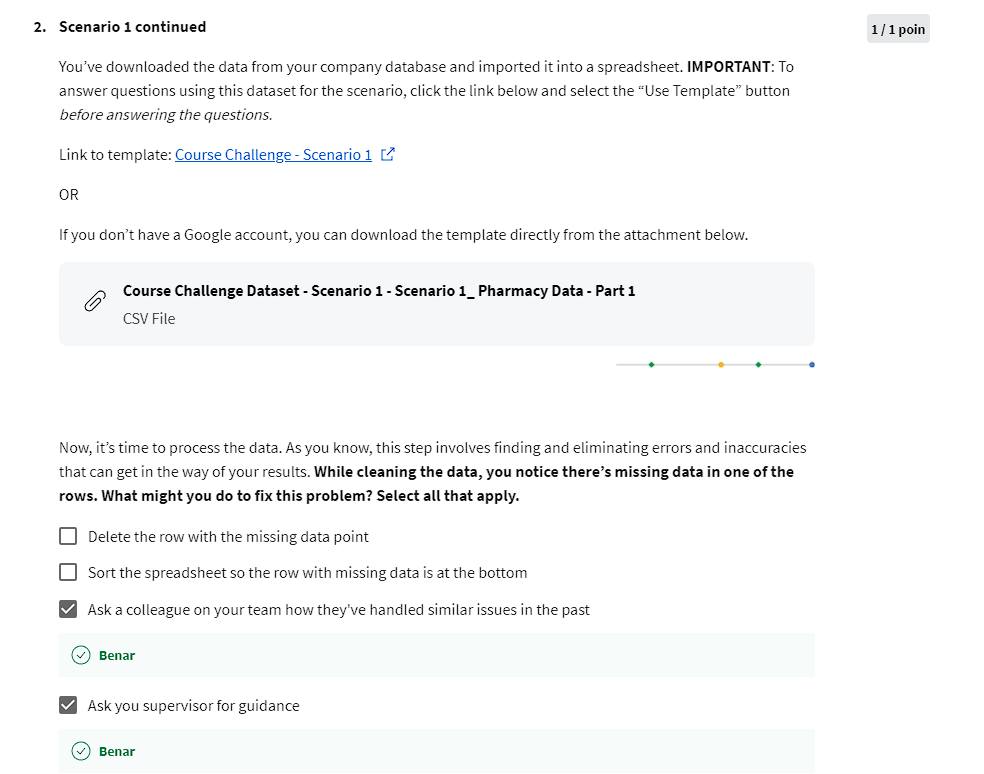 2. Scenario 1 continued
1 / 1 poin
You’ve downloaded the data from your company database and imported it into a spreadsheet. IMPORTANT: To
answer questions using this dataset for the scenario, click the link below and select the “Use Template” button
before answering the questions.
Link to template: Course Challenge - Scenario 1
OR
If you don’t have a Google account, you can download the template directly from the attachment below.
Course Challenge Dataset - Scenario 1 - Scenario 1_ Pharmacy Data - Part 1
CSV File
Now, it’s time to process the data. As you know, this step involves finding and eliminating errors and inaccuracies
that can get in the way of your results. While cleaning the data, you notice there’s missing data in one of the
rows. What might you do to fix this problem? Select all that apply.
Delete the row with the missing data point
Sort the spreadsheet so the row with missing data is at the bottom
Ask a colleague on your team how they've handled similar issues in the past
Benar
Ask you supervisor for guidance
Benar